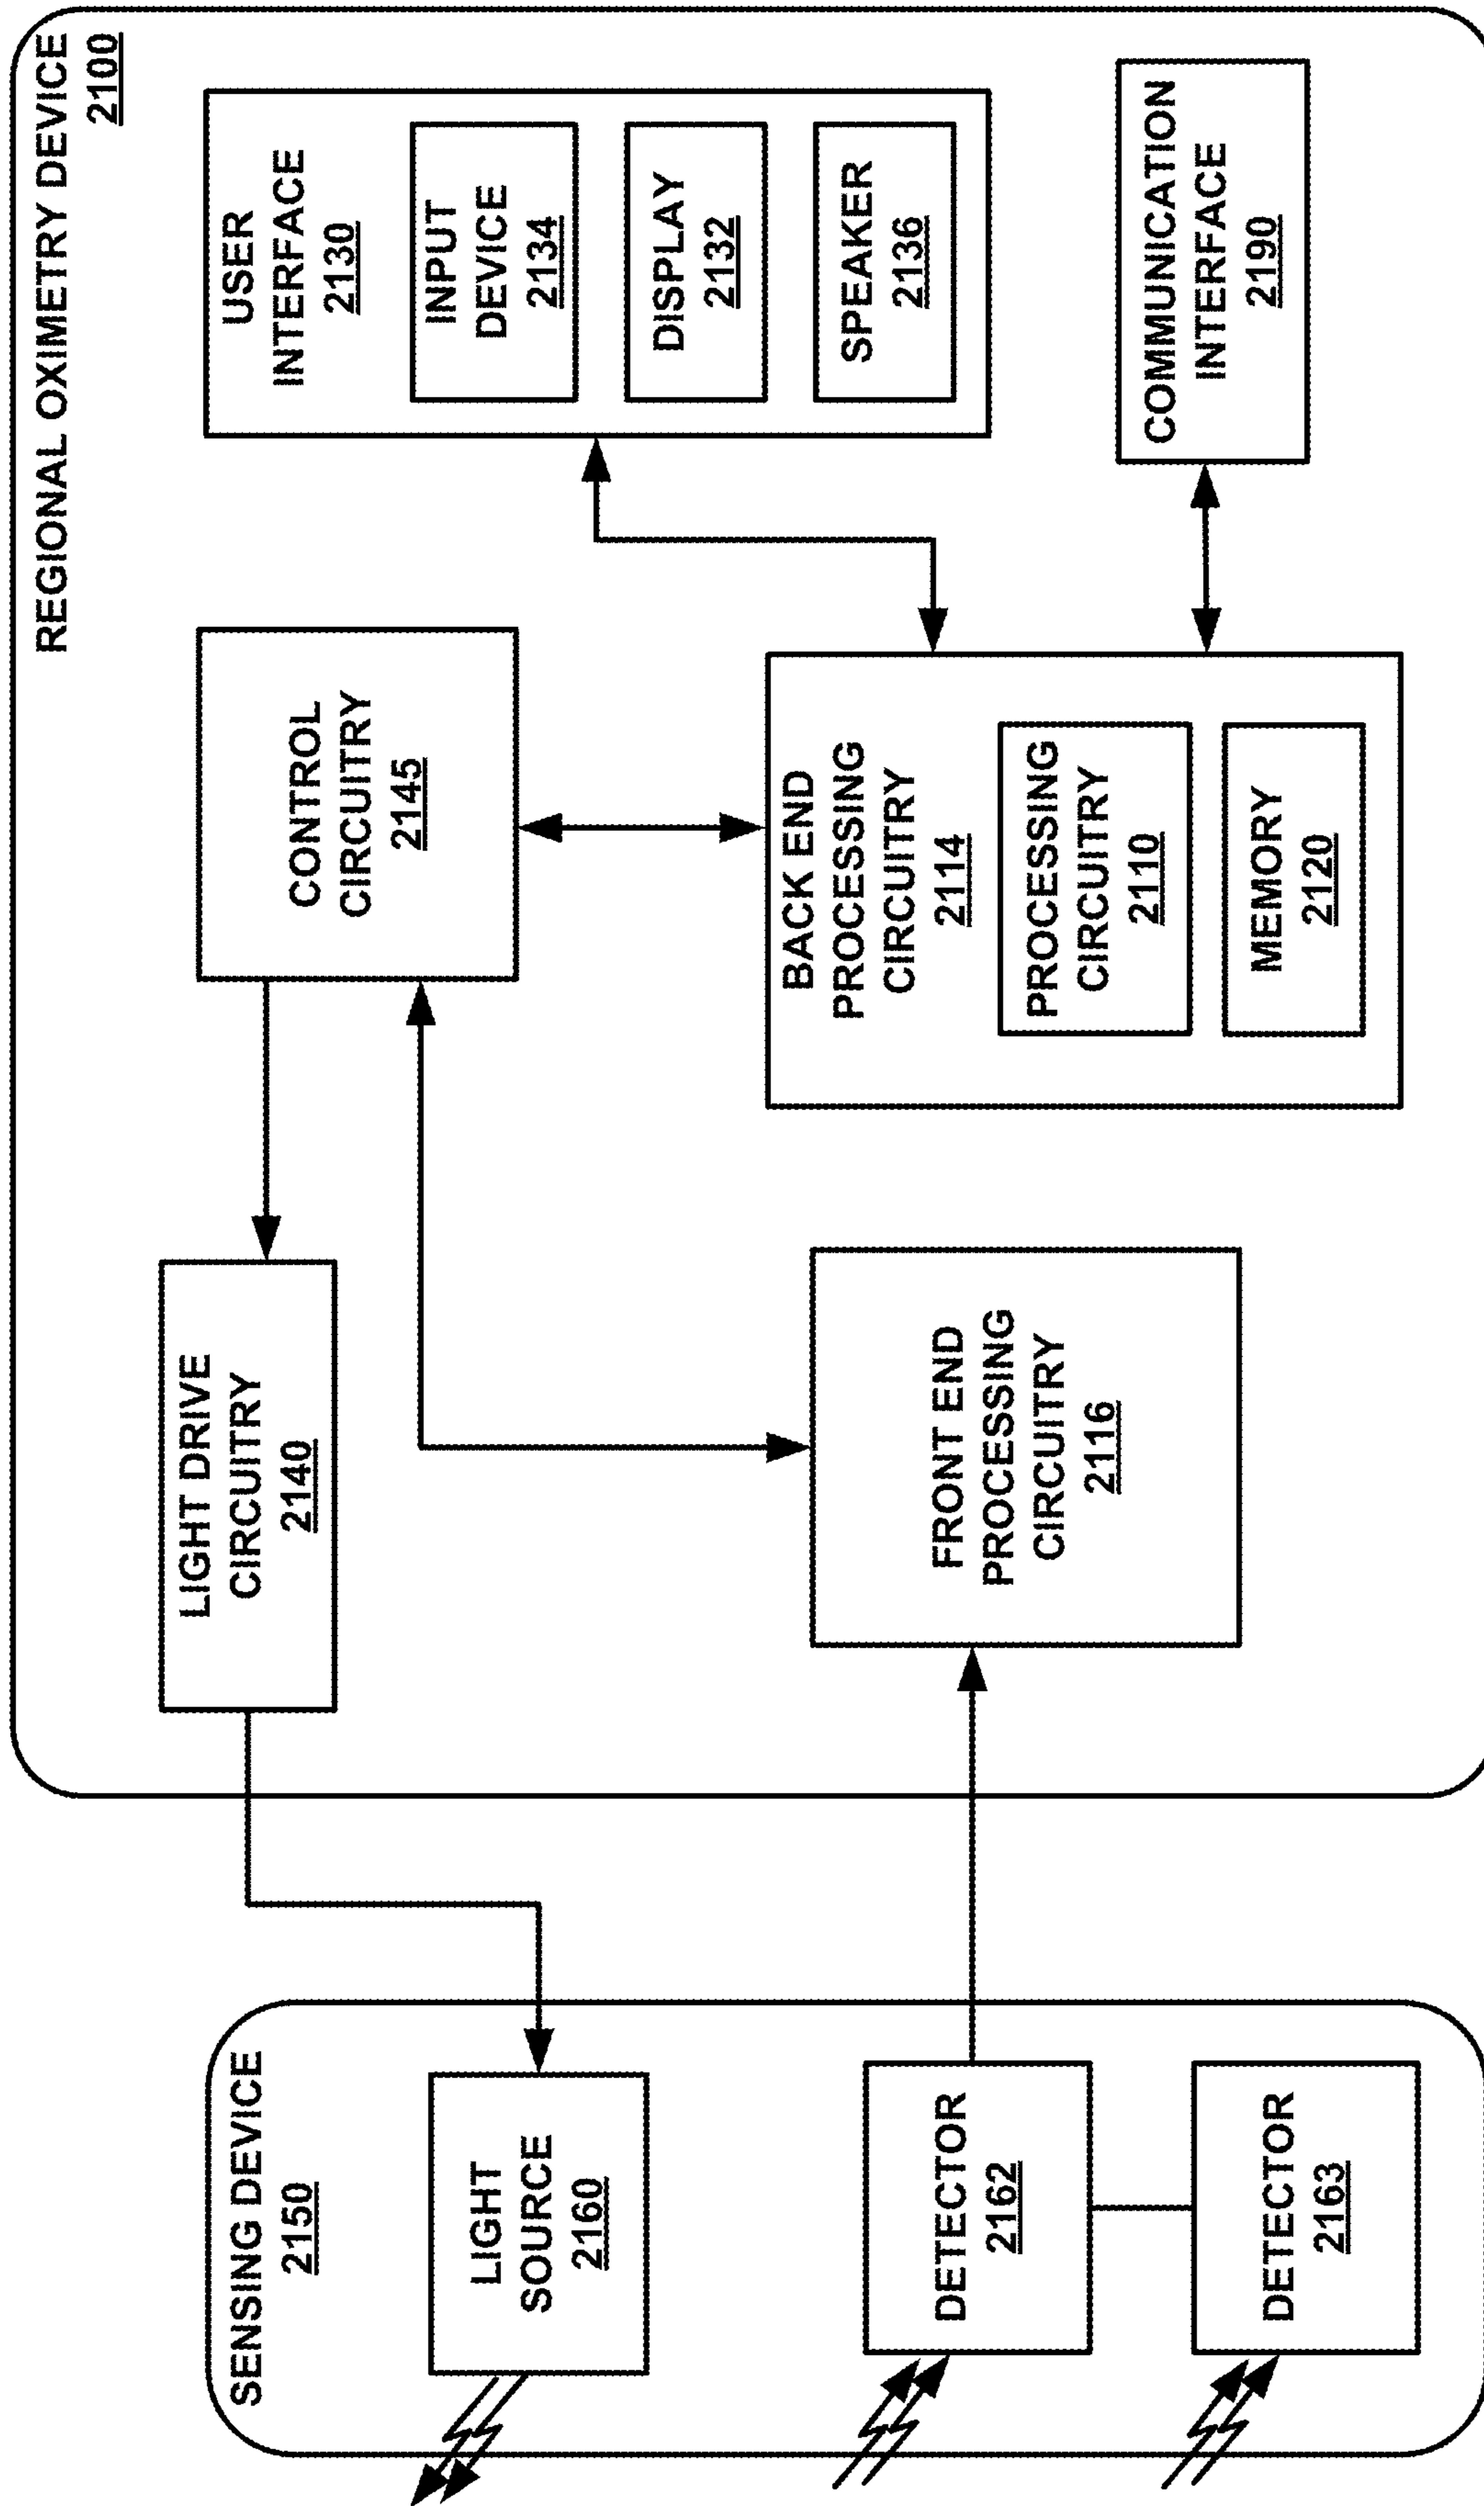 REGIONAL OXIMETRY DEVICE
2100
SENSING DEVICE
2150
LIGHT
SOURCE
2160
DETECTOR
2162
DETECTOR
2163
LIGHT DRIVE
CIRCUITRY
2140
FRONT END
PROCESSING
CIRCUITRY
2116
CONTROL
CIRCUITRY
2145
BACK END
PROCESSING
CIRCUITRY
2114
PROCESSING
CIRCUITRY
2110
MEMORY
2120
USER
INTERFACE
2130
INPUT
DEVICE
2134
DISPLAY
2132
SPEAKER
2136
COMMUNICATION
INTERFACE
2190